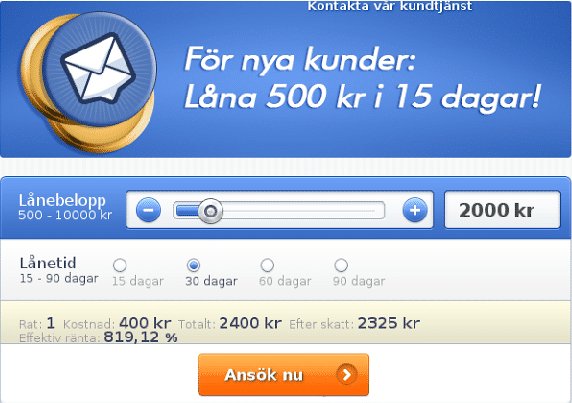 Kontakta vår kundtjänst
För nya kunder:
Låna 500 kr i 15 dagar!
Lånebelopp
500 - 10000 kr
2000 kr
Lånetid
15 - 90 dagar
15 dagar
30 dagar
60 dagar
90 dagar
Rat: 1 Kostnad: 400 kr Totalt: 2400 kr Efter skatt: 2325 kr
Effektiv ränta: 819,12 %
Ansök nu